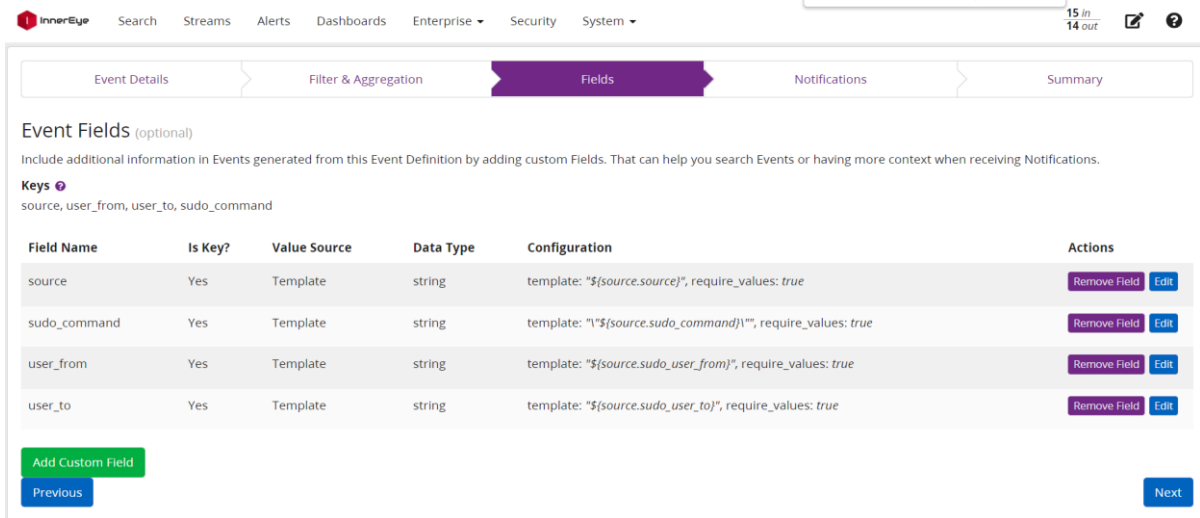 InnerEye Search Streams Alerts Dashboards Enterprise Security System 15 in
14 out
Event Details Filter & Aggregation Fields Notifications Summary
Event Fields (optional)
Include additional information in Events generated from this Event Definition by adding custom Fields. That can help you search Events or having more context when receiving Notifications.
Keys
source, user_from, user_to, sudo_command
Field Name Is Key? Value Source Data Type Configuration Actions
source Yes Template string template: "${source.source}", require_values: true Remove Field Edit
sudo_command Yes Template string template: "\"${source.sudo_command}\"", require_values: true Remove Field Edit
user_from Yes Template string template: "${source.sudo_user_from}", require_values: true Remove Field Edit
user_to Yes Template string template: "${source.sudo_user_to}", require_values: true Remove Field Edit
Add Custom Field
Previous Next